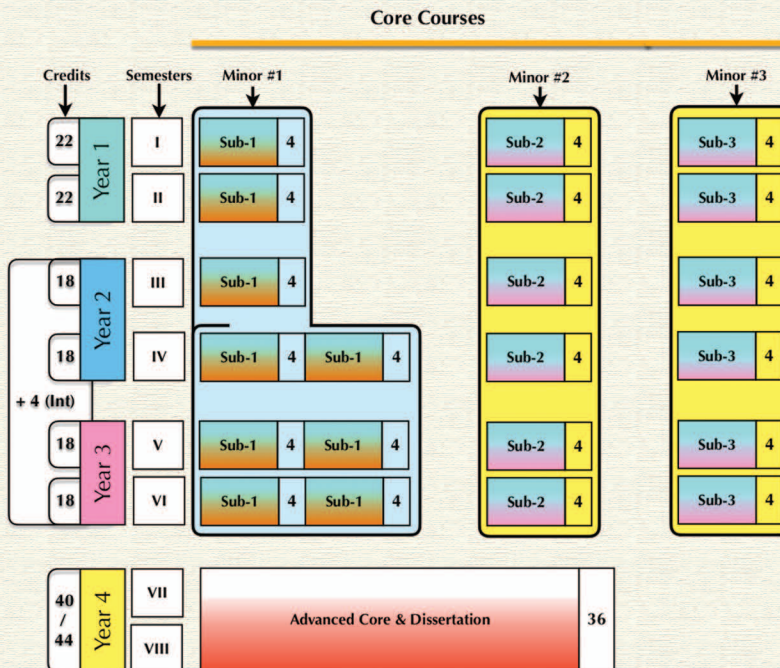 Core Courses
Credits Semesters Minor #1 Minor #2 Minor #3
22 Year 1 I Sub-1 4 Sub-2 4 Sub-3 4
22 II Sub-1 4 Sub-2 4 Sub-3 4
18 Year 2 III Sub-1 4 Sub-2 4 Sub-3 4
18 IV Sub-1 4 Sub-1 4 Sub-2 4 Sub-3 4
+ 4 (Int)
18 Year 3 V Sub-1 4 Sub-1 4 Sub-2 4 Sub-3 4
18 VI Sub-1 4 Sub-1 4 Sub-2 4 Sub-3 4
40 / 44 Year 4 VII Advanced Core & Dissertation 36
VIII